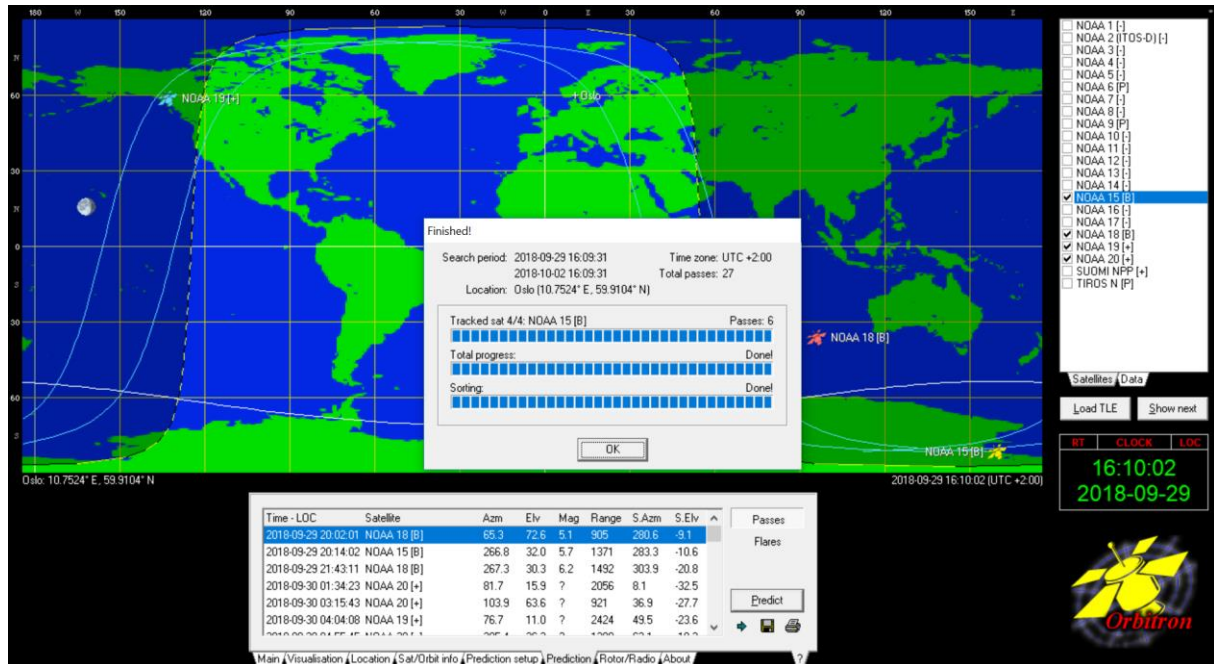 180 W 150 120 90 60 30 W 0 E 30 60 90 120 150 E
N
60
30
N
0
S
30
60
S
NOAA 19 [+]
+Oslo
NOAA 18 [B]
NOAA 15 [B]
Oslo: 10.7524° E, 59.9104° N
2018-09-29 16:10:02 (UTC +2:00)
Finished!
Search period: 2018-09-29 16:09:31 Time zone: UTC +2:00
2018-10-02 16:09:31 Total passes: 27
Location: Oslo (10.7524° E, 59.9104° N)
Tracked sat 4/4: NOAA 15 [B] Passes: 6
Total progress: Done!
Sorting: Done!
OK
NOAA 1 [-]
NOAA 2 (ITOS-D) [-]
NOAA 3 [-]
NOAA 4 [-]
NOAA 5 [-]
NOAA 6 [P]
NOAA 7 [-]
NOAA 8 [-]
NOAA 9 [P]
NOAA 10 [-]
NOAA 11 [-]
NOAA 12 [-]
NOAA 13 [-]
NOAA 14 [-]
NOAA 15 [B]
NOAA 16 [-]
NOAA 17 [-]
NOAA 18 [B]
NOAA 19 [+]
NOAA 20 [+]
SUOMI NPP [+]
TIROS N [P]
Satellites Data
Load TLE Show next
RT CLOCK LOC
16:10:02
2018-09-29
Time - LOC Satellite Azm Elv Mag Range S.Azm S.Elv
2018-09-29 20:02:01 NOAA 18 [B] 65.3 72.6 5.1 905 280.6 -9.1
2018-09-29 20:14:02 NOAA 15 [B] 266.8 32.0 5.7 1371 283.3 -10.6
2018-09-29 21:43:11 NOAA 18 [B] 267.3 30.3 6.2 1492 303.9 -20.8
2018-09-30 01:34:23 NOAA 20 [+] 81.7 15.9 ? 2056 8.1 -32.5
2018-09-30 03:15:43 NOAA 20 [+] 103.9 63.6 ? 921 36.9 -27.7
2018-09-30 04:04:08 NOAA 19 [+] 76.7 11.0 ? 2424 49.5 -23.6
Passes
Flares
Predict
Main Visualisation Location Sat/Orbit info Prediction setup Prediction Rotor/Radio About ?
Orbitron